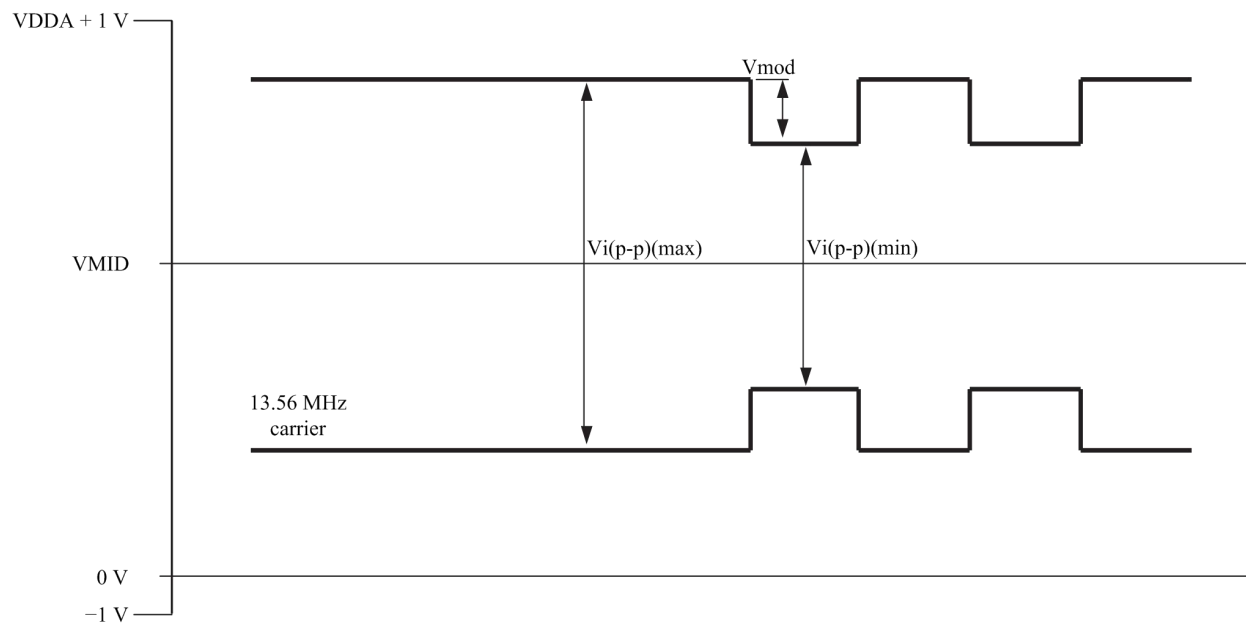 VDDA + 1 V
Vmod
Vi(p-p)(max)
Vi(p-p)(min)
VMID
13.56 MHz
carrier
0 V
−1 V